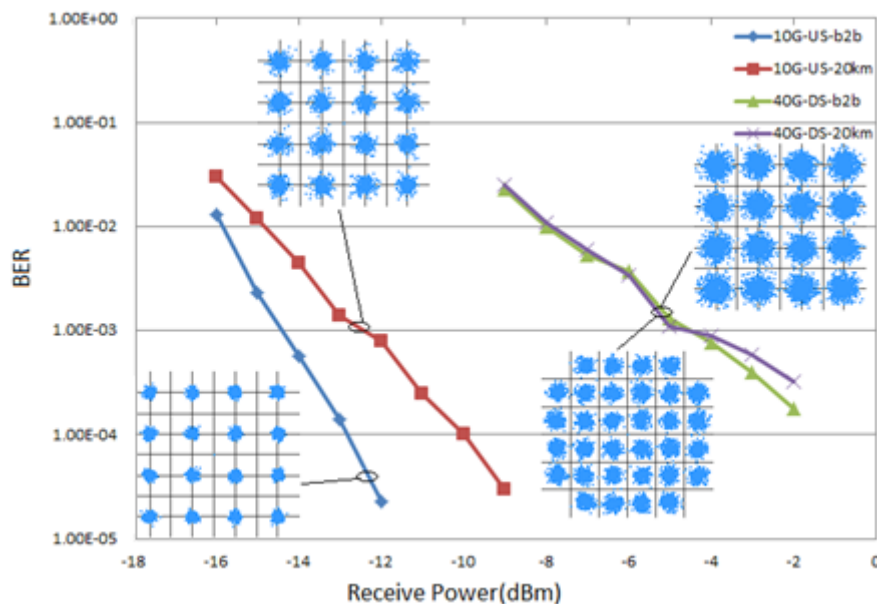 1.00E+00
1.00E-01
1.00E-02
1.00E-03
1.00E-04
1.00E-05
BER
-18 -16 -14 -12 -10 -8 -6 -4 -2 0
Receive Power(dBm)
10G-US-b2b
10G-US-20km
40G-DS-b2b
40G-DS-20km